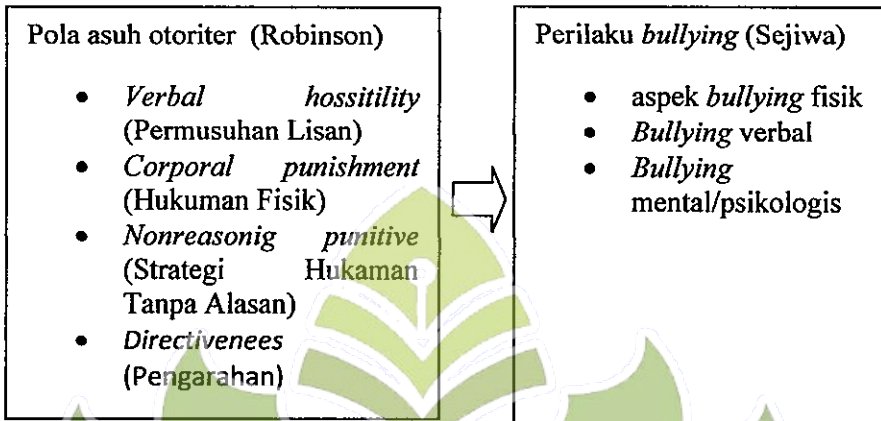 Pola asuh otoriter (Robinson)
• Verbal hossitility
(Permusuhan Lisan)
• Corporal punishment
(Hukuman Fisik)
• Nonreasonig punitive
(Strategi Hukaman
Tanpa Alasan)
• Directivenees
(Pengarahan)
Perilaku bullying (Sejiwa)
• aspek bullying fisik
• Bullying verbal
• Bullying
mental/psikologis